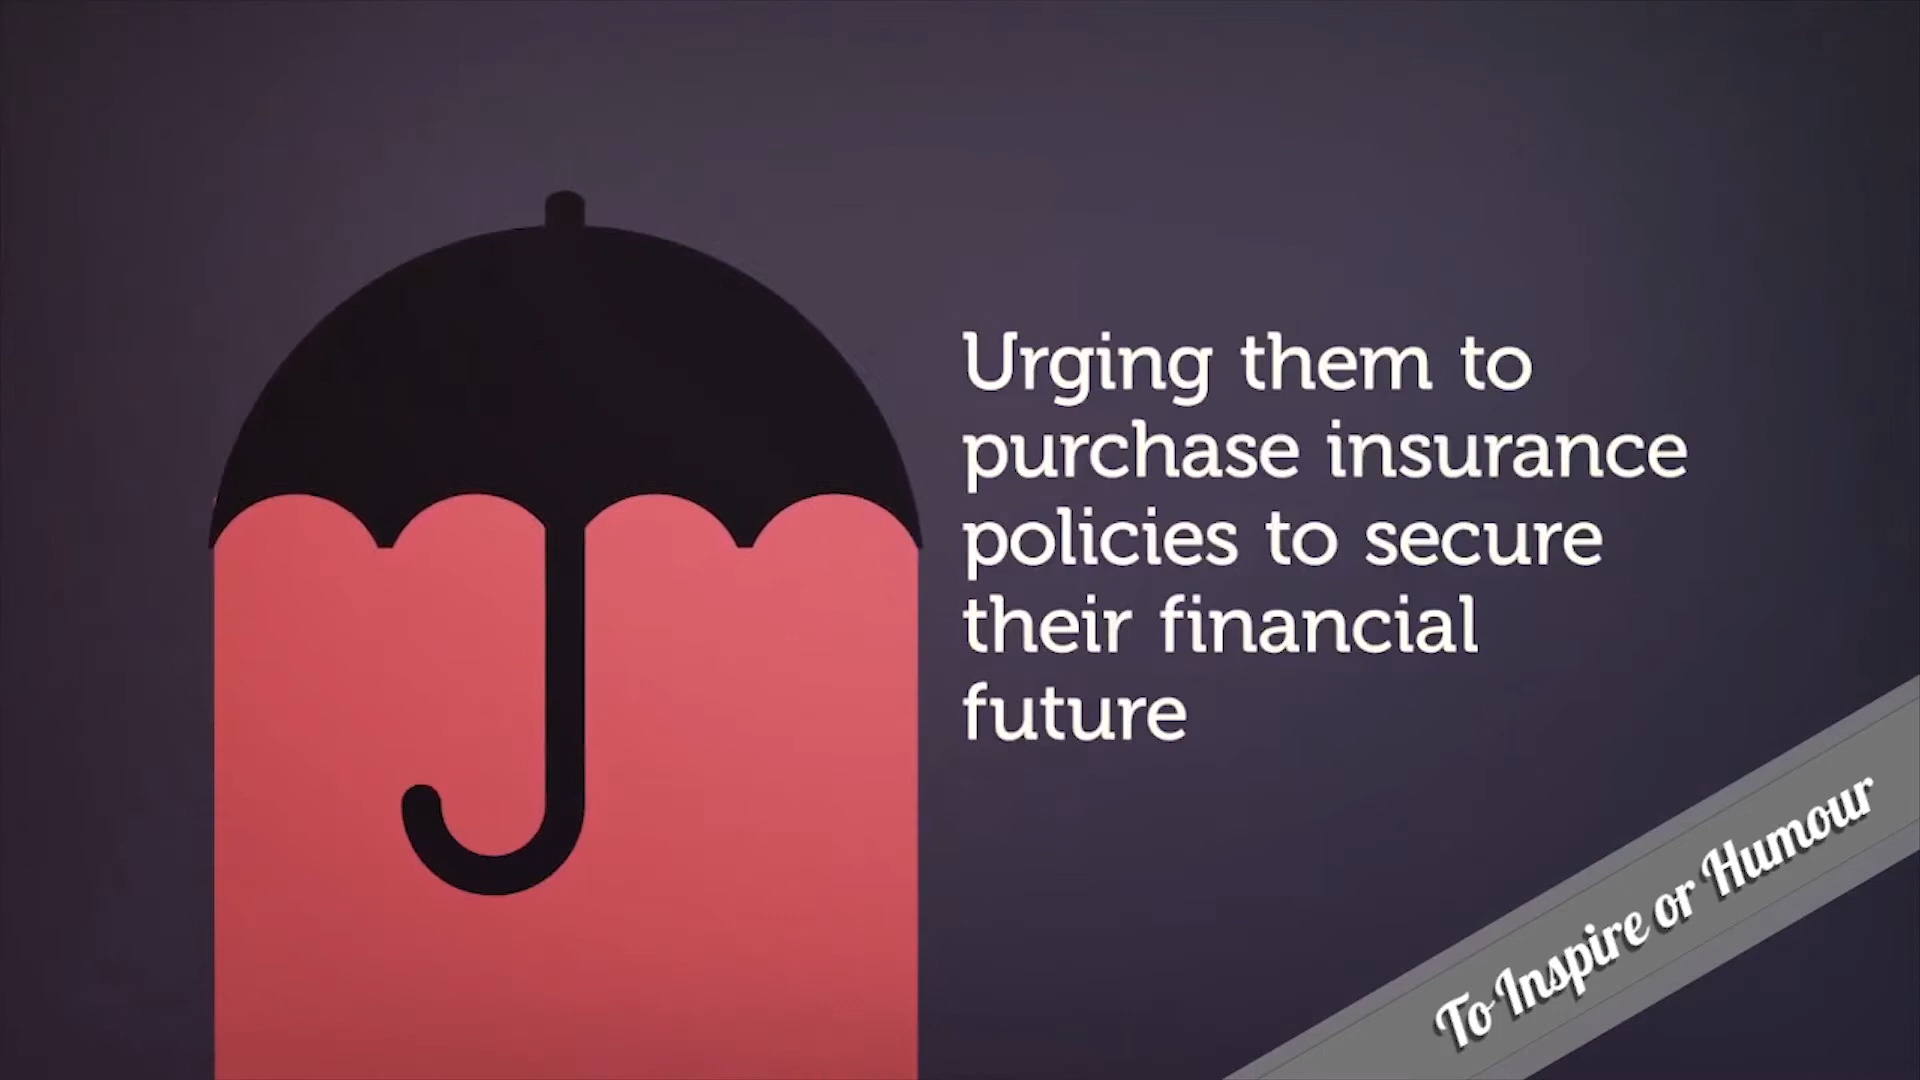 Urging them to
purchase insurance
policies to secure
their financial
future
To Inspire or Humour